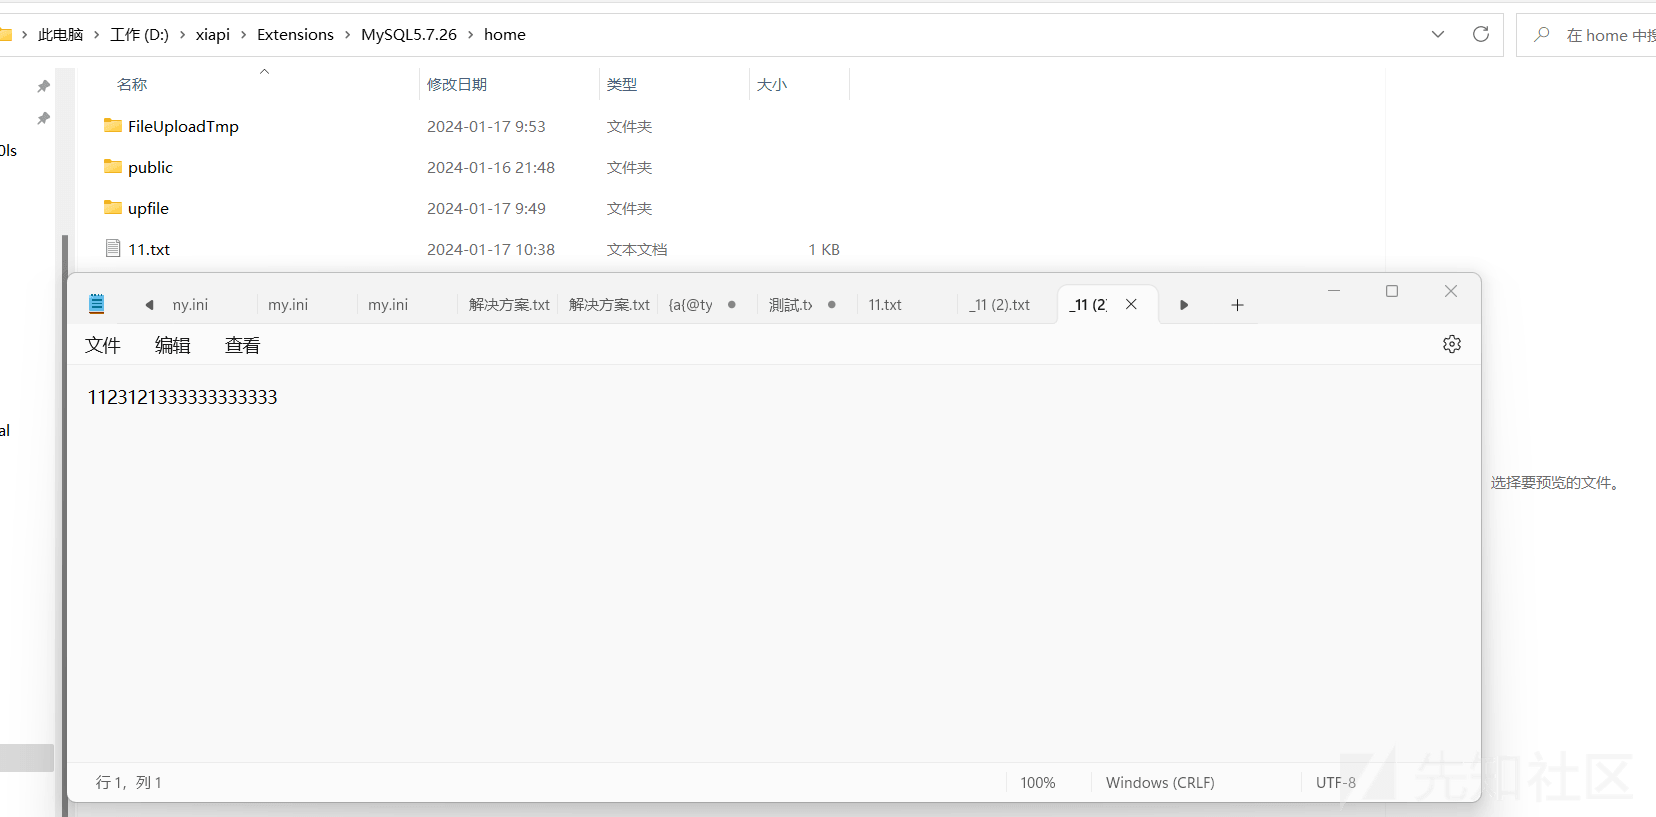 此电脑 > 工作 (D:) > xiapi > Extensions > MySQL5.7.26 > home
在 home 中搜
名称 修改日期 类型 大小
FileUploadTmp 2024-01-17 9:53 文件夹
0ls
public 2024-01-16 21:48 文件夹
upfile 2024-01-17 9:49 文件夹
11.txt 2024-01-17 10:38 文本文档 1 KB
ny.ini my.ini my.ini 解决方案.txt 解决方案.txt {a{@ty 測試.tx 11.txt _11 (2).txt _11 (2)
文件 编辑 查看
1123121333333333333
al
选择要预览的文件。
行 1，列 1 100% Windows (CRLF) UTF-8
先知社区